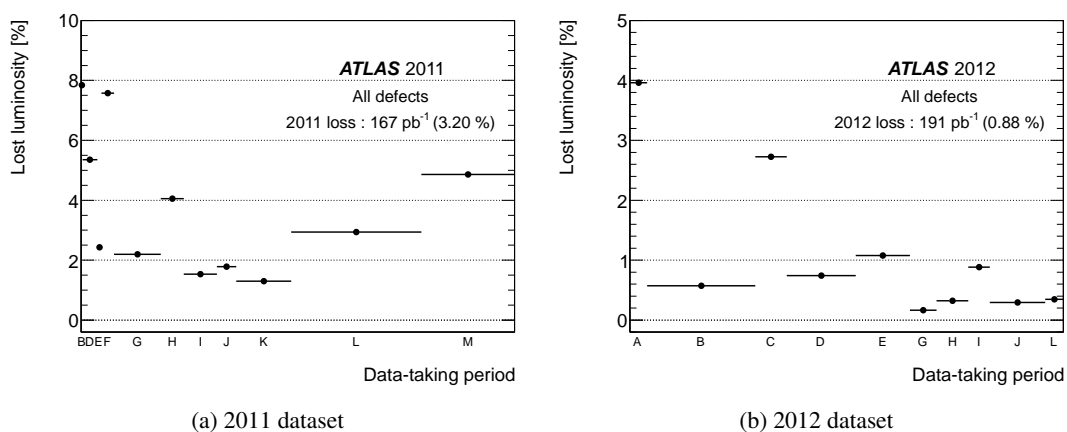 Lost luminosity [%]
10
8
6
4
2
0
ATLAS 2011
All defects
2011 loss : 167 pb-1 (3.20 %)
B D E F G H I J K L M
Data-taking period
(a) 2011 dataset
Lost luminosity [%]
5
4
3
2
1
0
ATLAS 2012
All defects
2012 loss : 191 pb-1 (0.88 %)
A B C D E G H I J L
Data-taking period
(b) 2012 dataset